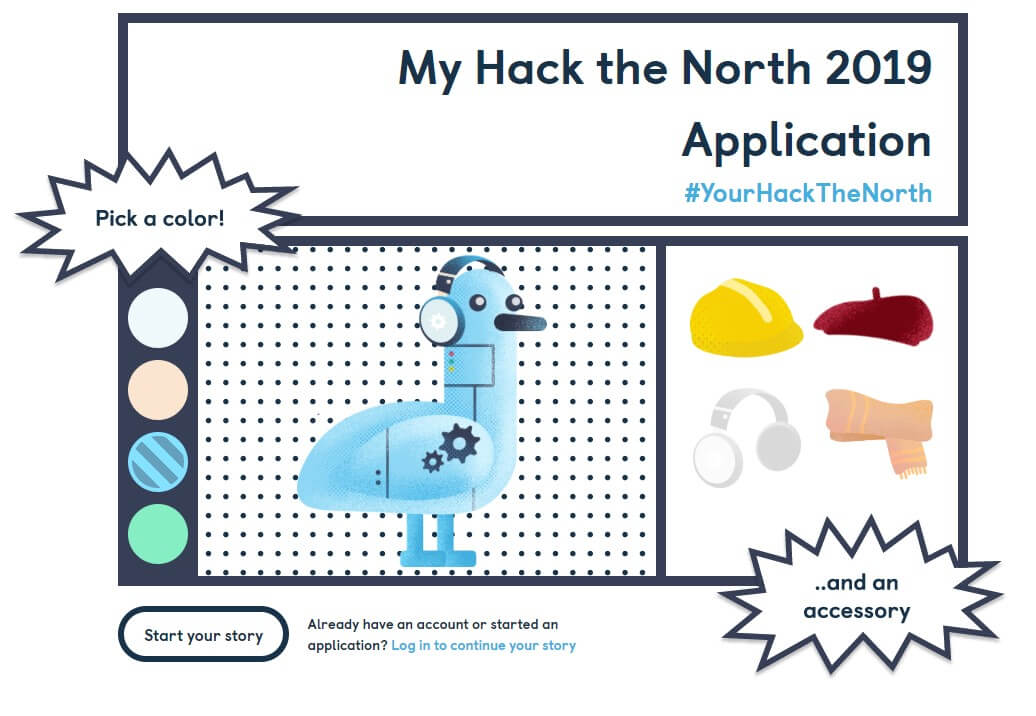 My Hack the North 2019
Application
#YourHackTheNorth
Pick a color!
..and an
accessory
Start your story
Already have an account or started an
application? Log in to continue your story